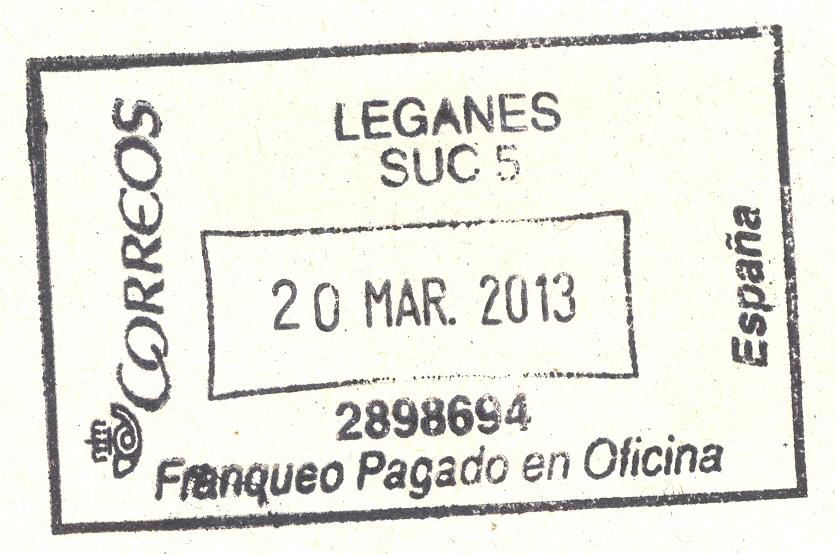 CORREOS
LEGANES
SUC 5
20 MAR. 2013
España
2898694
Franqueo Pagado en Oficina